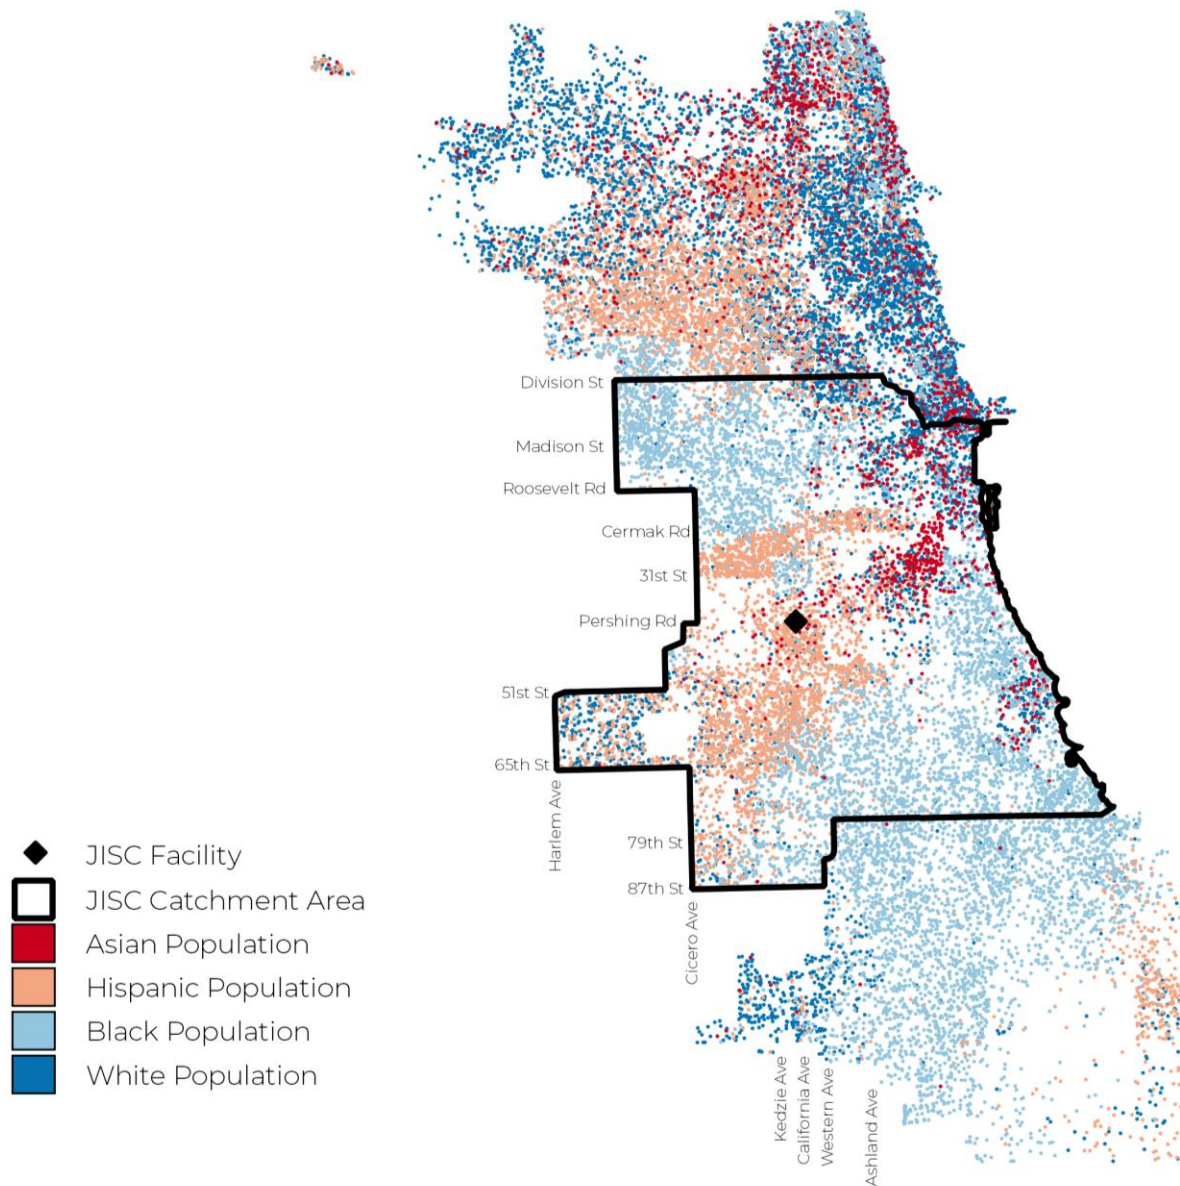 Division St
Madison St
Roosevelt Rd
Cermak Rd
31st St
Pershing Rd
51st St
65th St
Harlem Ave
79th St
87th St
Cicero Ave
Kedzie Ave
California Ave
Western Ave
Ashland Ave
JISC Facility
JISC Catchment Area
Asian Population
Hispanic Population
Black Population
White Population